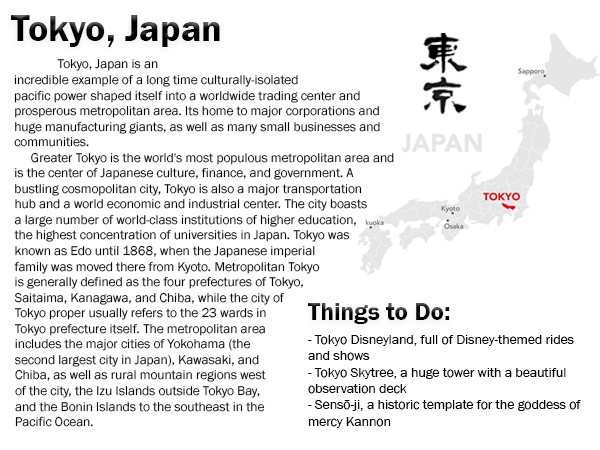 Tokyo, Japan
Tokyo, Japan is an
incredible example of a long time culturally-isolated
pacific power shaped itself into a worldwide trading center and
prosperous metropolitan area. Its home to major corporations and
huge manufacturing giants, as well as many small businesses and
communities.
Greater Tokyo is the world's most populous metropolitan area and
is the center of Japanese culture, finance, and government. A
bustling cosmopolitan city, Tokyo is also a major transportation
hub and a world economic and industrial center. The city boasts
a large number of world-class institutions of higher education,
the highest concentration of universities in Japan. Tokyo was
known as Edo until 1868, when the Japanese imperial
family was moved there from Kyoto. Metropolitan Tokyo
is generally defined as the four prefectures of Tokyo,
Saitaima, Kanagawa, and Chiba, while the city of
Tokyo proper usually refers to the 23 wards in
Tokyo prefecture itself. The metropolitan area
includes the major cities of Yokohama (the
second largest city in Japan), Kawasaki, and
Chiba, as well as rural mountain regions west
of the city, the Izu Islands outside Tokyo Bay,
and the Bonin Islands to the southeast in the
Pacific Ocean.
東
京
Sapporo
JAPAN
TOKYO
Kyoto
Osaka
kuoka
Things to Do:
- Tokyo Disneyland, full of Disney-themed rides
and shows
- Tokyo Skytree, a huge tower with a beautiful
observation deck
- Sensō-ji, a historic template for the goddess of
mercy Kannon